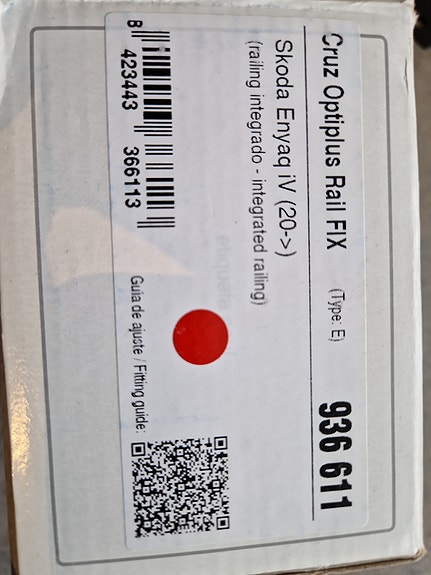 Cruz Optiplus Rail FIX (Type: E) 936 611
Skoda Enyaq iV (20->)
(railing integrado - integrated railing)
8 423443 366113
Guia de ajuste / Fitting guide: